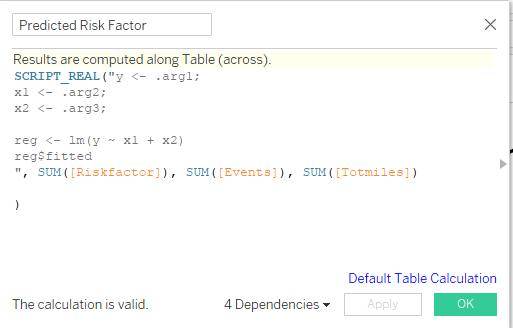 Predicted Risk Factor
Results are computed along Table (across).
SCRIPT_REAL("y <- .arg1;
x1 <- .arg2;
x2 <- .arg3;
reg <- lm(y ~ x1 + x2)
reg$fitted
", SUM([Riskfactor]), SUM([Events]), SUM([Totmiles])
)
Default Table Calculation
The calculation is valid.
4 Dependencies
Apply
OK